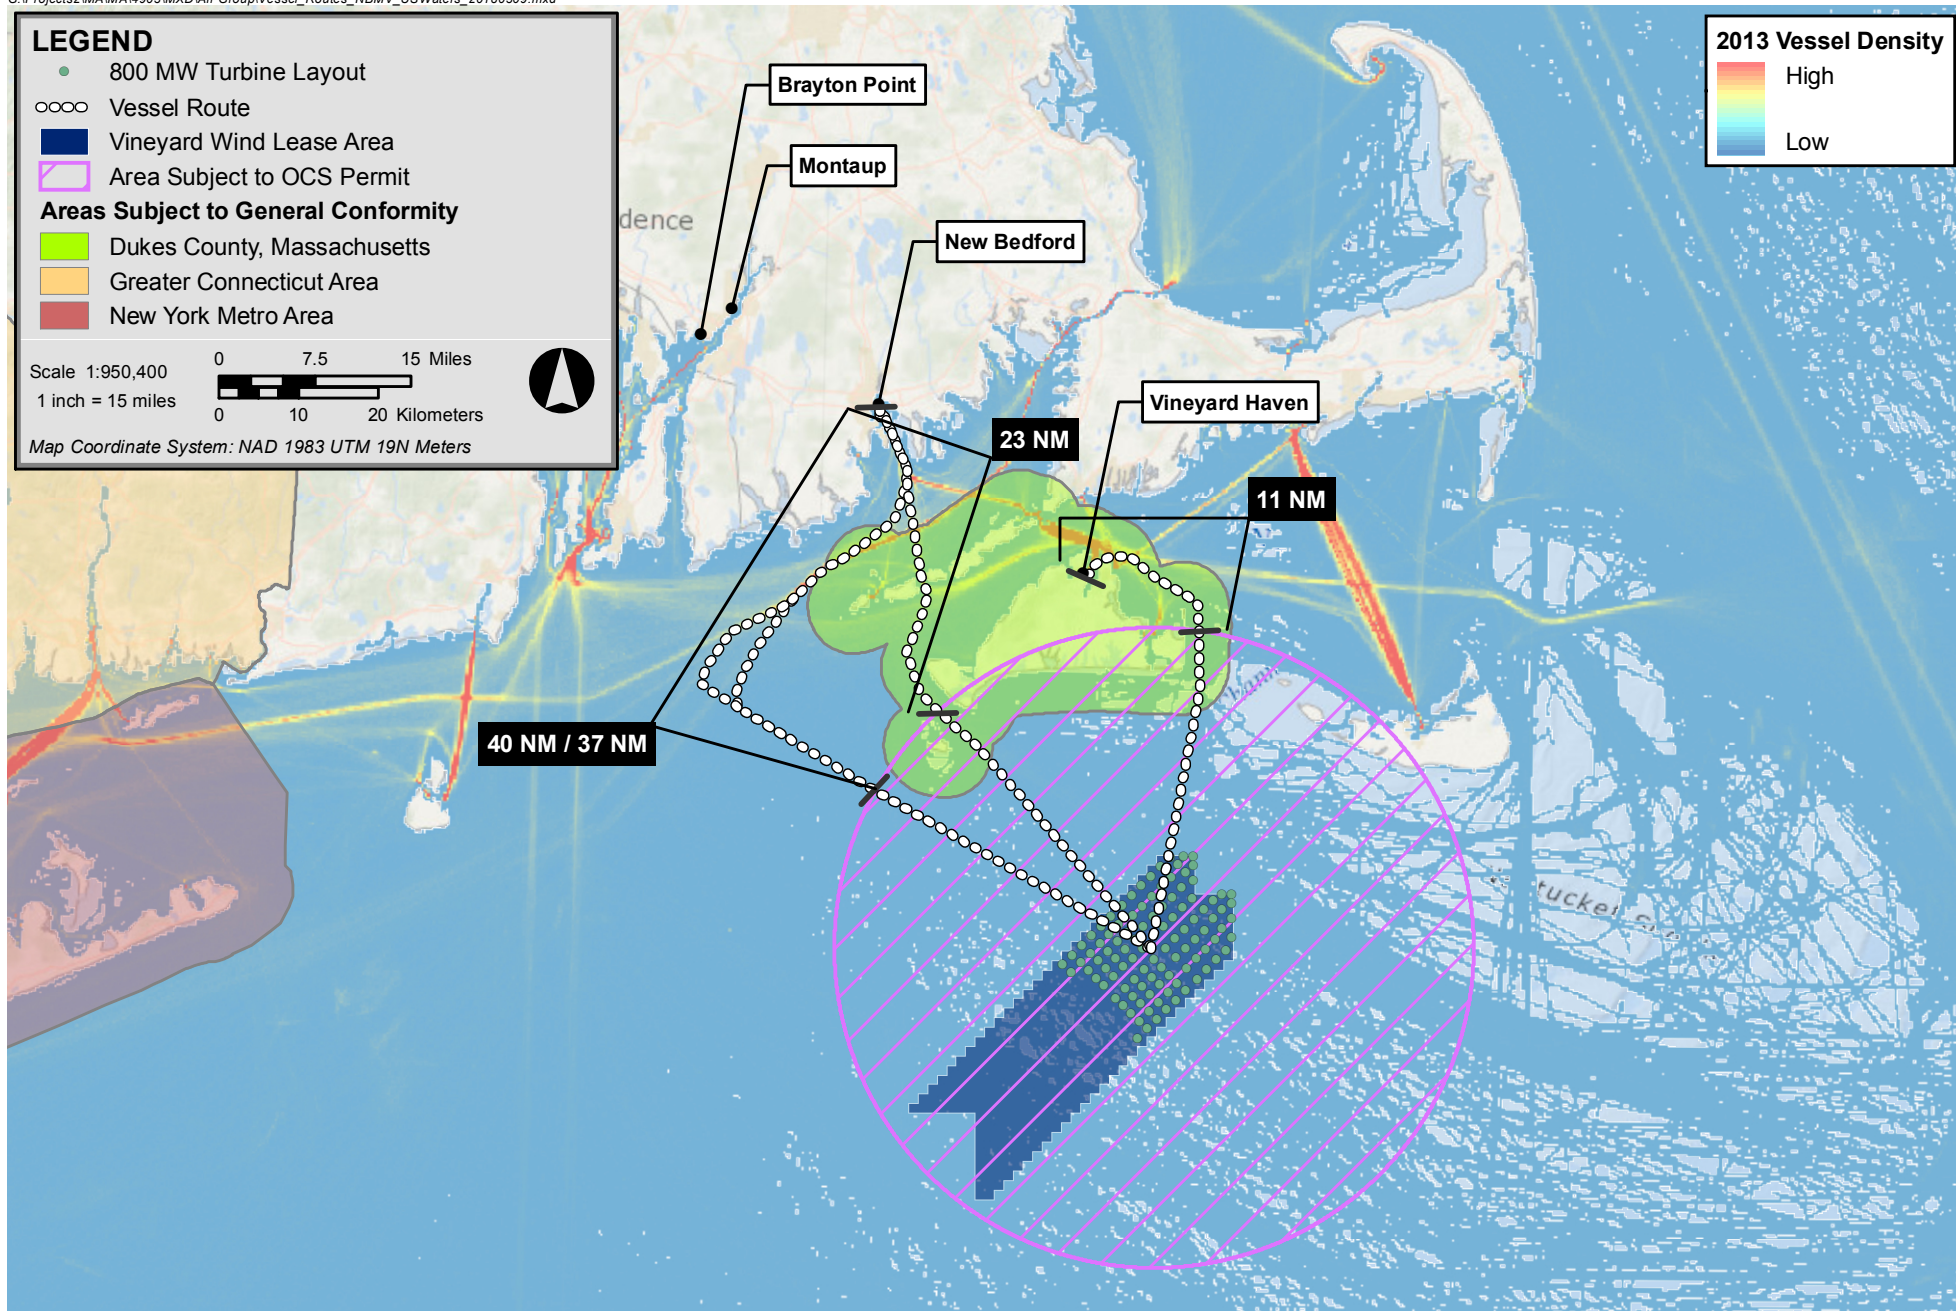 LEGEND
800 MW Turbine Layout
Vessel Route
Vineyard Wind Lease Area
Area Subject to OCS Permit
Areas Subject to General Conformity
Dukes County, Massachusetts
Greater Connecticut Area
New York Metro Area
Scale 1:950,400
1 inch = 15 miles
0 7.5 15 Miles
0 10 20 Kilometers
Map Coordinate System: NAD 1983 UTM 19N Meters
2013 Vessel Density
High
Low
Brayton Point
Montaup
dence
New Bedford
Vineyard Haven
23 NM
11 NM
40 NM / 37 NM
tucket S